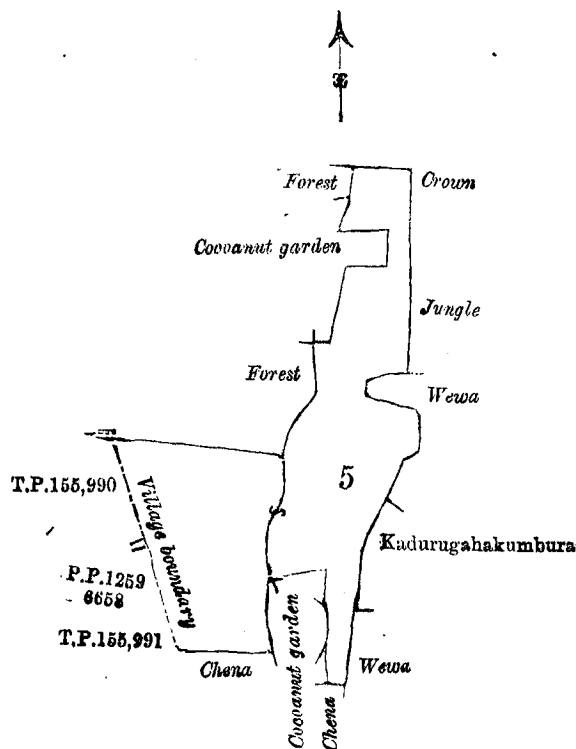 Forest
Crown
Cocoanut garden
Jungle
Forest
Wewa
T.P.155,990
5
Village boundary
Kadurugahakumbura
P.P.1259
6658
T.P.155,991
Chena
Cocoanut garden
Wewa
Chena